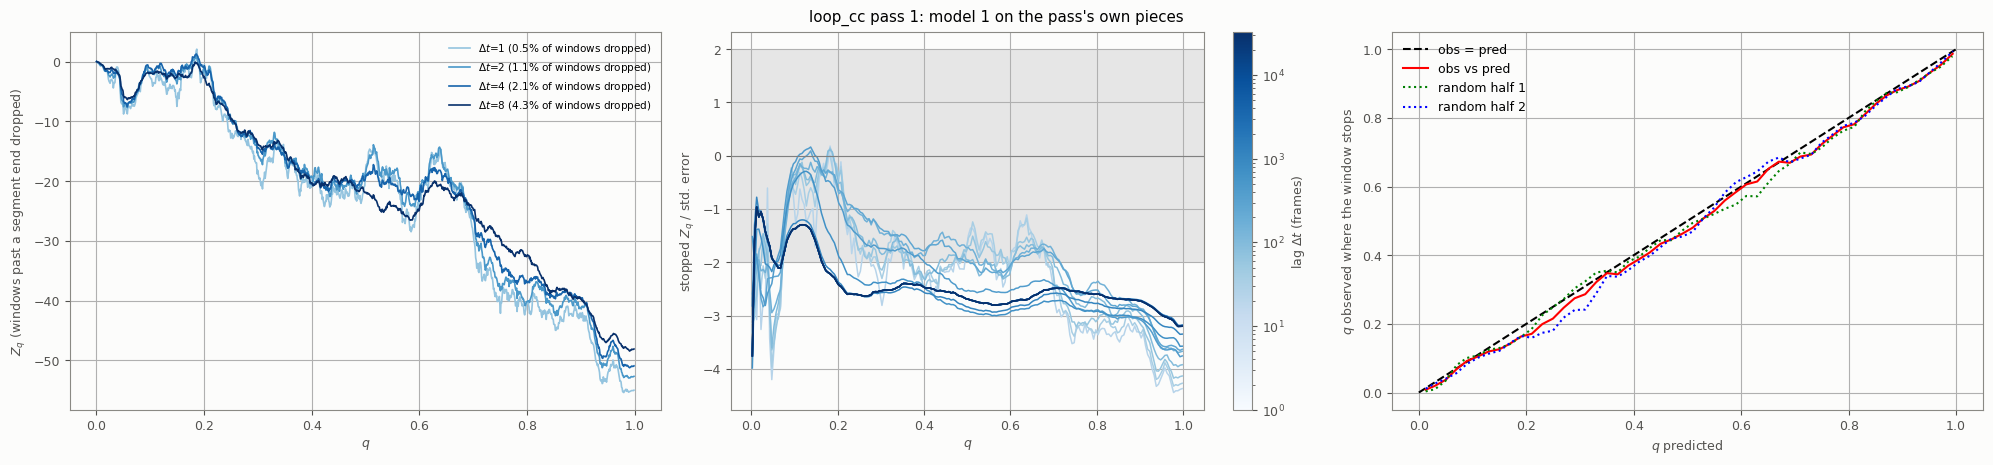 loop_cc pass 1: model 1 on the pass's own pieces
Z_q (windows past a segment end dropped)
0
−10
−20
−30
−40
−50
0.0 0.2 0.4 0.6 0.8 1.0
q
Δt=1 (0.5% of windows dropped)
Δt=2 (1.1% of windows dropped)
Δt=4 (2.1% of windows dropped)
Δt=8 (4.3% of windows dropped)
stopped Z_q / std. error
2
1
0
−1
−2
−3
−4
0.0 0.2 0.4 0.6 0.8 1.0
q
10^4
10^3
10^2
10^1
10^0
lag Δt (frames)
q observed where the window stops
1.0
0.8
0.6
0.4
0.2
0.0
0.0 0.2 0.4 0.6 0.8 1.0
q predicted
obs = pred
obs vs pred
random half 1
random half 2